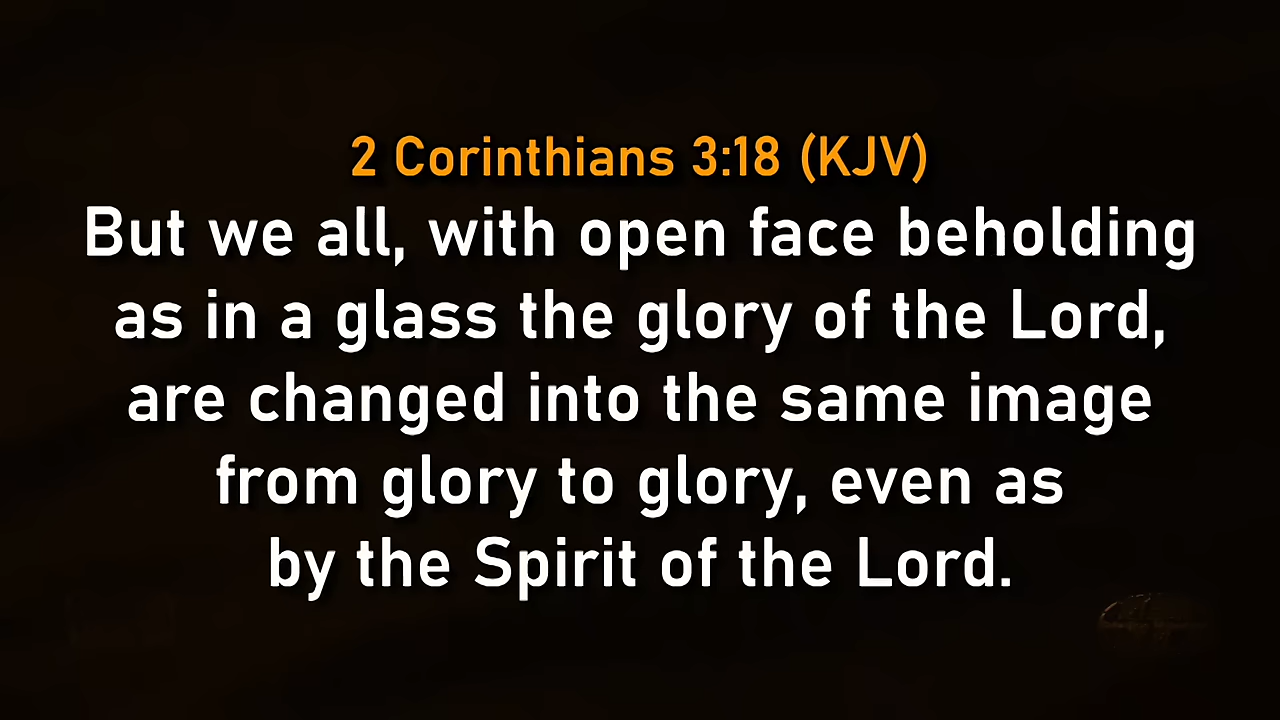 2 Corinthians 3:18 (KJV)
But we all, with open face beholding
as in a glass the glory of the Lord,
are changed into the same image
from glory to glory, even as
by the Spirit of the Lord.